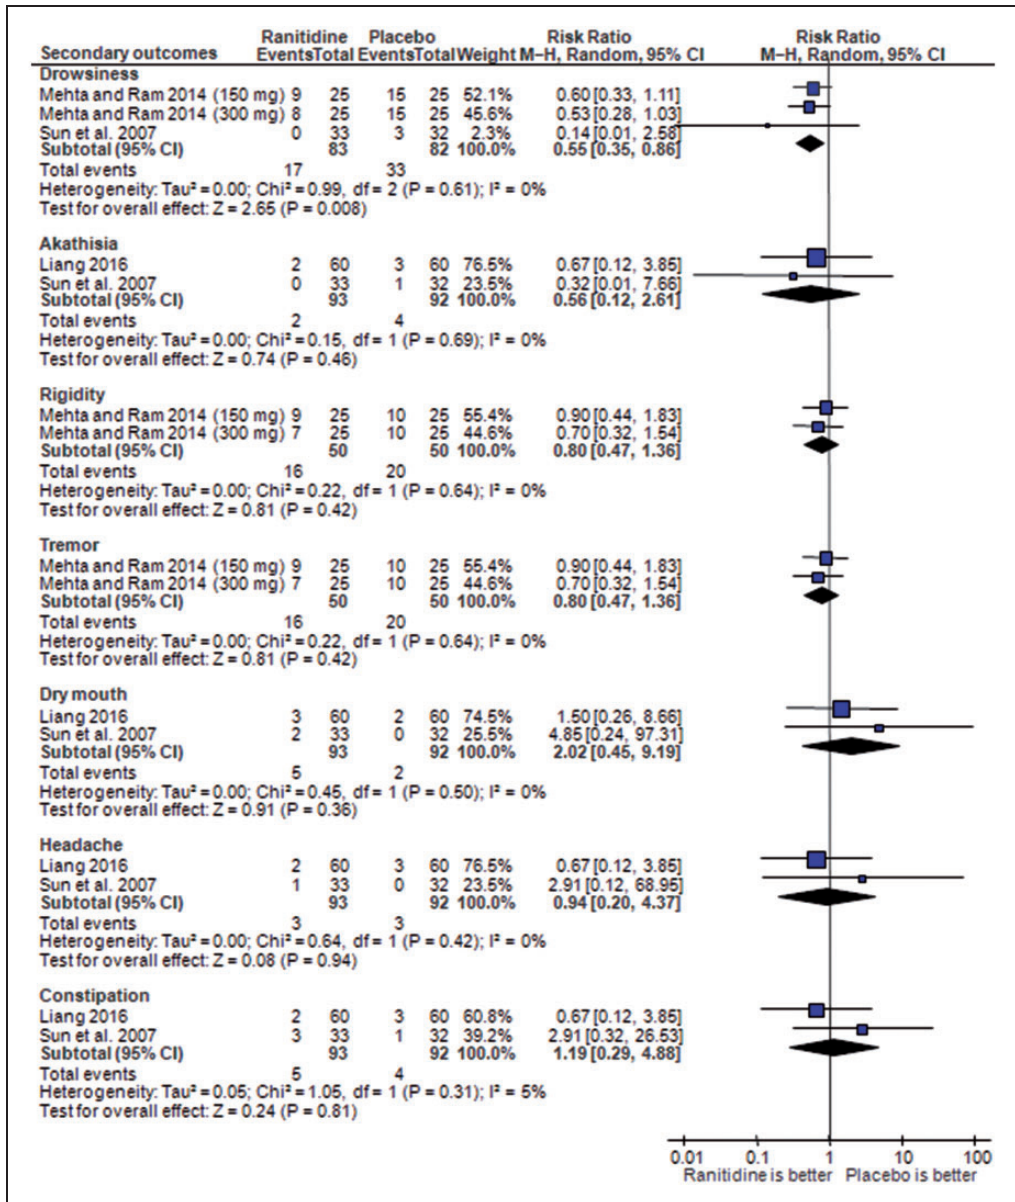 Ranitidine Placebo Risk Ratio Risk Ratio
Secondary outcomes Events Total Events Total Weight M-H, Random, 95% CI M-H, Random, 95% CI
Drowsiness
Mehta and Ram 2014 (150 mg) 9 25 15 25 52.1% 0.60 [0.33, 1.11]
Mehta and Ram 2014 (300 mg) 8 25 15 25 45.6% 0.53 [0.28, 1.03]
Sun et al. 2007 0 33 3 32 2.3% 0.14 [0.01, 2.58]
Subtotal (95% CI) 83 82 100.0% 0.55 [0.35, 0.86]
Total events 17 33
Heterogeneity: Tau² = 0.00; Chi² = 0.99, df = 2 (P = 0.61); I² = 0%
Test for overall effect: Z = 2.65 (P = 0.008)
Akathisia
Liang 2016 2 60 3 60 76.5% 0.67 [0.12, 3.85]
Sun et al. 2007 0 33 1 32 23.5% 0.32 [0.01, 7.66]
Subtotal (95% CI) 93 92 100.0% 0.56 [0.12, 2.61]
Total events 2 4
Heterogeneity: Tau² = 0.00; Chi² = 0.15, df = 1 (P = 0.69); I² = 0%
Test for overall effect: Z = 0.74 (P = 0.46)
Rigidity
Mehta and Ram 2014 (150 mg) 9 25 10 25 55.4% 0.90 [0.44, 1.83]
Mehta and Ram 2014 (300 mg) 7 25 10 25 44.6% 0.70 [0.32, 1.54]
Subtotal (95% CI) 50 50 100.0% 0.80 [0.47, 1.36]
Total events 16 20
Heterogeneity: Tau² = 0.00; Chi² = 0.22, df = 1 (P = 0.64); I² = 0%
Test for overall effect: Z = 0.81 (P = 0.42)
Tremor
Mehta and Ram 2014 (150 mg) 9 25 10 25 55.4% 0.90 [0.44, 1.83]
Mehta and Ram 2014 (300 mg) 7 25 10 25 44.6% 0.70 [0.32, 1.54]
Subtotal (95% CI) 50 50 100.0% 0.80 [0.47, 1.36]
Total events 16 20
Heterogeneity: Tau² = 0.00; Chi² = 0.22, df = 1 (P = 0.64); I² = 0%
Test for overall effect: Z = 0.81 (P = 0.42)
Dry mouth
Liang 2016 3 60 2 60 74.5% 1.50 [0.26, 8.66]
Sun et al. 2007 2 33 0 32 25.5% 4.85 [0.24, 97.31]
Subtotal (95% CI) 93 92 100.0% 2.02 [0.45, 9.19]
Total events 5 2
Heterogeneity: Tau² = 0.00; Chi² = 0.45, df = 1 (P = 0.50); I² = 0%
Test for overall effect: Z = 0.91 (P = 0.36)
Headache
Liang 2016 2 60 3 60 76.5% 0.67 [0.12, 3.85]
Sun et al. 2007 1 33 0 32 23.5% 2.91 [0.12, 68.95]
Subtotal (95% CI) 93 92 100.0% 0.94 [0.20, 4.37]
Total events 3 3
Heterogeneity: Tau² = 0.00; Chi² = 0.64, df = 1 (P = 0.42); I² = 0%
Test for overall effect: Z = 0.08 (P = 0.94)
Constipation
Liang 2016 2 60 3 60 60.8% 0.67 [0.12, 3.85]
Sun et al. 2007 3 33 1 32 39.2% 2.91 [0.32, 26.53]
Subtotal (95% CI) 93 92 100.0% 1.19 [0.29, 4.88]
Total events 5 4
Heterogeneity: Tau² = 0.05; Chi² = 1.05, df = 1 (P = 0.31); I² = 5%
Test for overall effect: Z = 0.24 (P = 0.81)
0.01 0.1 1 10 100
Ranitidine is better Placebo is better